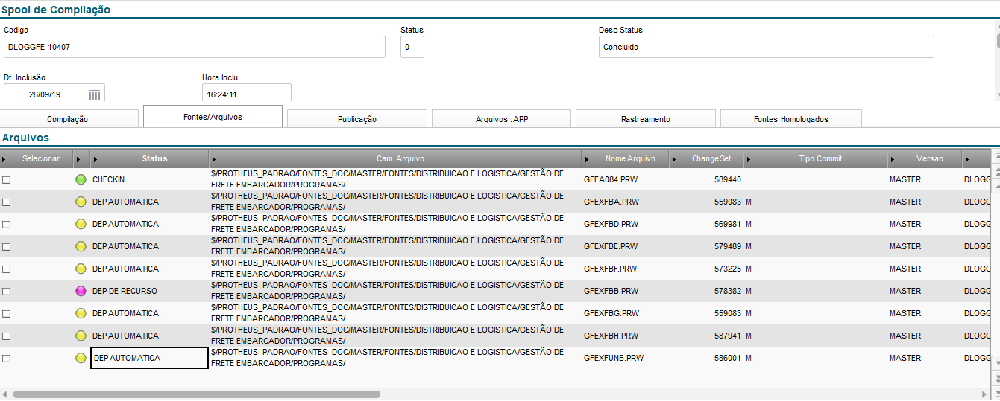 Spool de Compilação
Codigo Status Desc Status
DLOGGFE-10407 0 Concluido
Dt. Inclusão Hora Inclu
26/09/19 16:24:11
Compilação Fontes/Arquivos Publicação Arquivos .APP Rastreamento Fontes Homologados
Arquivos
Selecionar Status Cam. Arquivo Nome Arquivo ChangeSet Tipo Commit Versao
CHECKIN $/PROTHEUS_PADRAO/FONTES_DOC/MASTER/FONTES/DISTRIBUICAO E LOGISTICA/GESTÃO DE GFEA084.PRW 589440 MASTER DLOGG
FRETE EMBARCADOR/PROGRAMAS/
DEP AUTOMATICA $/PROTHEUS_PADRAO/FONTES_DOC/MASTER/FONTES/DISTRIBUICAO E LOGISTICA/GESTÃO DE GFEXFBA.PRW 559083 M MASTER DLOGG
FRETE EMBARCADOR/PROGRAMAS/
DEP AUTOMATICA $/PROTHEUS_PADRAO/FONTES_DOC/MASTER/FONTES/DISTRIBUICAO E LOGISTICA/GESTÃO DE GFEXFBD.PRW 569981 M MASTER DLOGG
FRETE EMBARCADOR/PROGRAMAS/
DEP AUTOMATICA $/PROTHEUS_PADRAO/FONTES_DOC/MASTER/FONTES/DISTRIBUICAO E LOGISTICA/GESTÃO DE GFEXFBE.PRW 579489 M MASTER DLOGG
FRETE EMBARCADOR/PROGRAMAS/
DEP AUTOMATICA $/PROTHEUS_PADRAO/FONTES_DOC/MASTER/FONTES/DISTRIBUICAO E LOGISTICA/GESTÃO DE GFEXFBF.PRW 573225 M MASTER DLOGG
FRETE EMBARCADOR/PROGRAMAS/
DEP DE RECURSO $/PROTHEUS_PADRAO/FONTES_DOC/MASTER/FONTES/DISTRIBUICAO E LOGISTICA/GESTÃO DE GFEXFBB.PRW 578382 M MASTER DLOGG
FRETE EMBARCADOR/PROGRAMAS/
DEP AUTOMATICA $/PROTHEUS_PADRAO/FONTES_DOC/MASTER/FONTES/DISTRIBUICAO E LOGISTICA/GESTÃO DE GFEXFBG.PRW 559083 M MASTER DLOGG
FRETE EMBARCADOR/PROGRAMAS/
DEP AUTOMATICA $/PROTHEUS_PADRAO/FONTES_DOC/MASTER/FONTES/DISTRIBUICAO E LOGISTICA/GESTÃO DE GFEXFBH.PRW 587941 M MASTER DLOGG
FRETE EMBARCADOR/PROGRAMAS/
DEP AUTOMATICA $/PROTHEUS_PADRAO/FONTES_DOC/MASTER/FONTES/DISTRIBUICAO E LOGISTICA/GESTÃO DE GFEXFUNB.PRW 586001 M MASTER DLOGG
FRETE EMBARCADOR/PROGRAMAS/